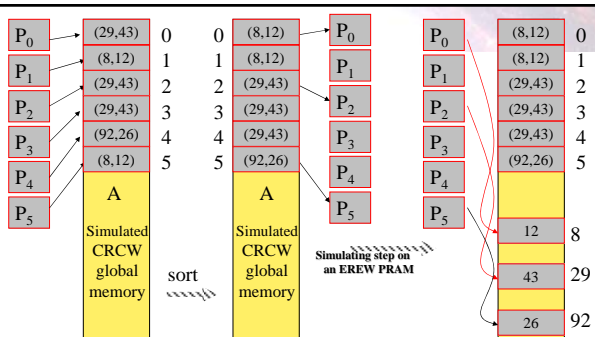 P0 (29,43) 0 0 (8,12) P0 P0 (8,12) 0
P1 (8,12) 1 1 (8,12) P1 P1 (8,12) 1
P2 (29,43) 2 2 (29,43) P2 P2 (29,43) 2
P3 (29,43) 3 3 (29,43) P3 P3 (29,43) 3
P4 (92,26) 4 4 (29,43) P4 P4 (29,43) 4
P5 (8,12) 5 5 (92,26) P5 P5 (92,26) 5
A
Simulated
CRCW
global
memory
sort
A
Simulated
CRCW
global
memory
Simulating step on
an EREW PRAM
12 8
43 29
26 92